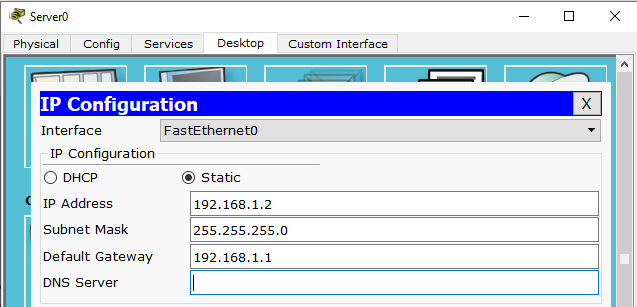 Server0
Physical Config Services Desktop Custom Interface
IP Configuration X
Interface FastEthernet0
IP Configuration
DHCP Static
IP Address 192.168.1.2
Subnet Mask 255.255.255.0
Default Gateway 192.168.1.1
DNS Server